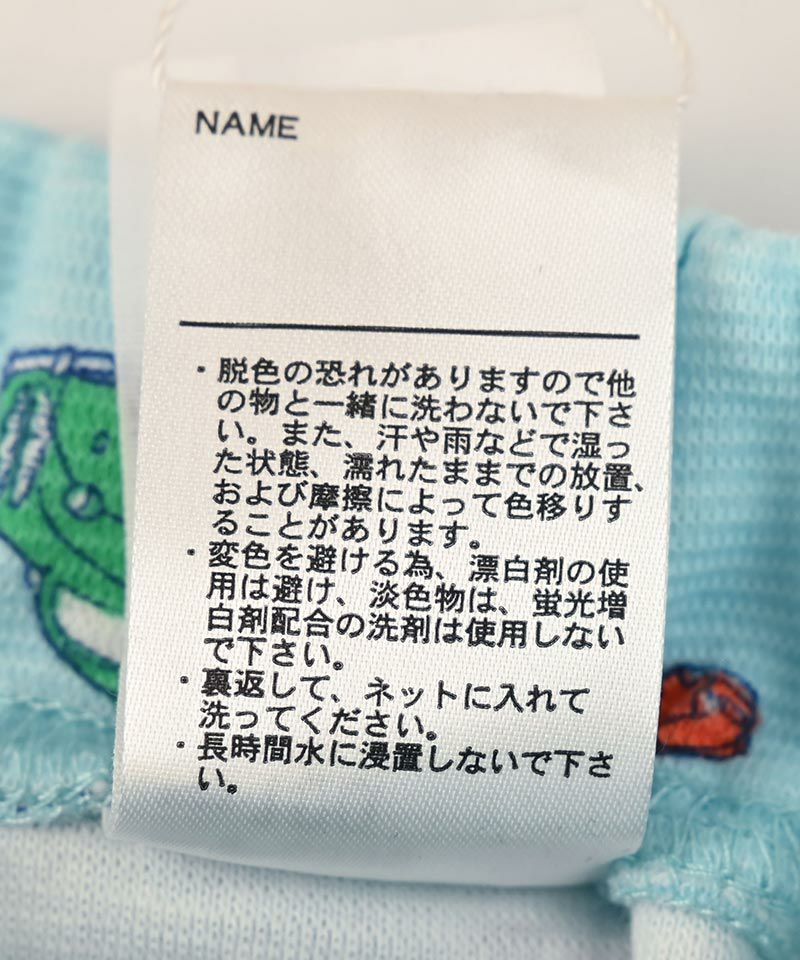 NAME
・脱色の恐れがありますので他
の物と一緒に洗わないで下さ
い。また、汗や雨などで湿っ
た状態、濡れたままでの放置、
および摩擦によって色移りす
ることがあります。
・変色を避ける為、漂白剤の使
用は避け、淡色物は、蛍光増
白剤配合の洗剤は使用しない
で下さい。
・裏返して、ネットに入れて
洗ってください。
・長時間水に浸置しないで下さ
い。